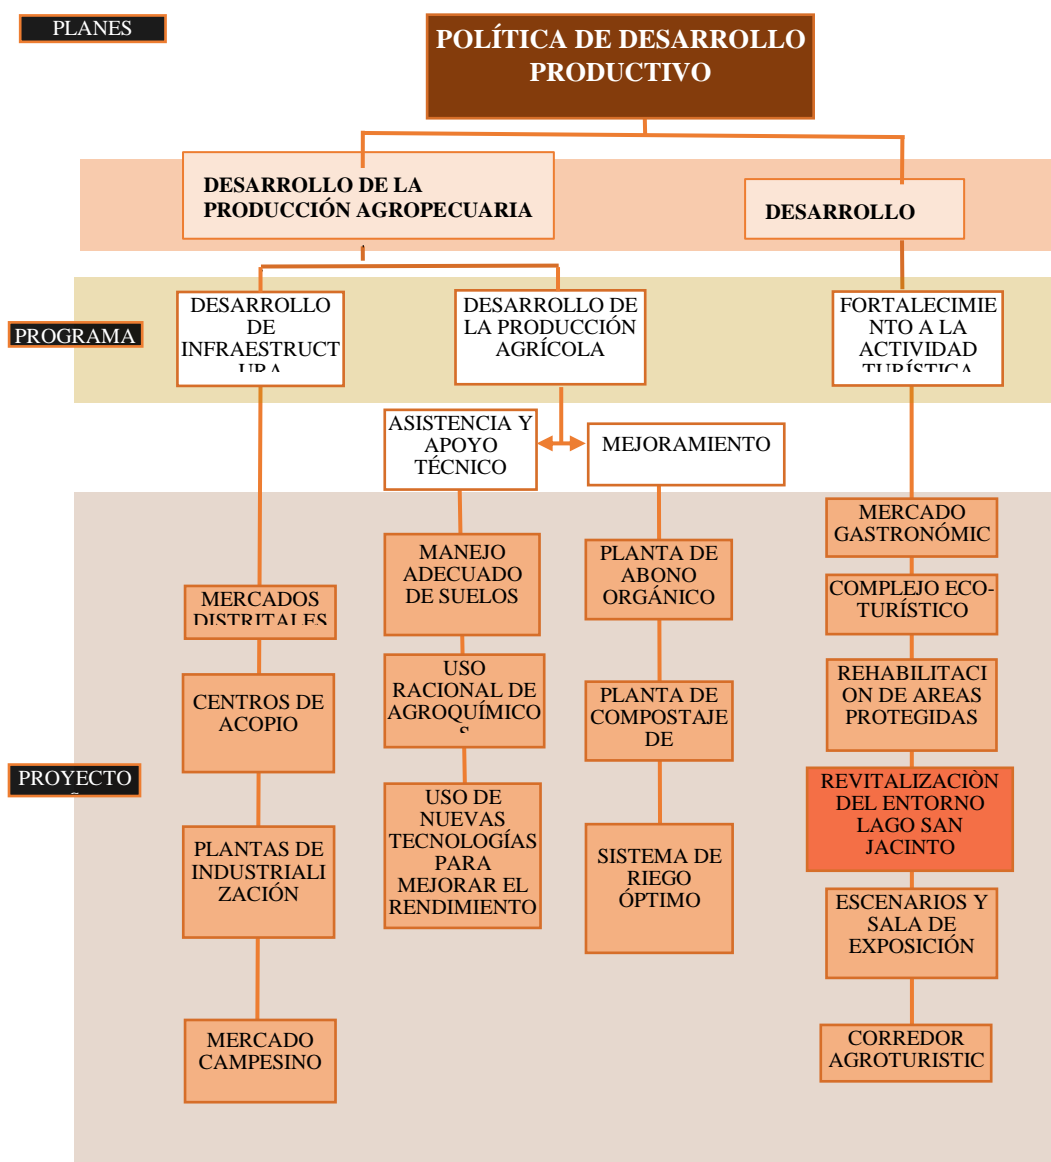 PLANES
POLÍTICA DE DESARROLLO
PRODUCTIVO
DESARROLLO DE LA
PRODUCCIÓN AGROPECUARIA
DESARROLLO
PROGRAMA
DESARROLLO
DE
INFRAESTRUCT
URA
DESARROLLO DE
LA PRODUCCIÓN
AGRÍCOLA
FORTALECIMIE
NTO A LA
ACTIVIDAD
TURÍSTICA
ASISTENCIA Y
APOYO
TÉCNICO
MEJORAMIENTO
PROYECTO
S
MERCADOS
DISTRITALES
CENTROS DE
ACOPIO
PLANTAS DE
INDUSTRIALI
ZACIÓN
MERCADO
CAMPESINO
MANEJO
ADECUADO
DE SUELOS
USO
RACIONAL DE
AGROQUÍMICO
S
USO DE
NUEVAS
TECNOLOGÍAS
PARA
MEJORAR EL
RENDIMIENTO
PLANTA DE
ABONO
ORGÁNICO
PLANTA DE
COMPOSTAJE
DE
SISTEMA DE
RIEGO
ÓPTIMO
MERCADO
GASTRONÓMIC
COMPLEJO ECO-
TURÍSTICO
REHABILITACI
ON DE AREAS
PROTEGIDAS
REVITALIZACIÒN
DEL ENTORNO
LAGO SAN
JACINTO
ESCENARIOS Y
SALA DE
EXPOSICIÓN
CORREDOR
AGROTURISTIC